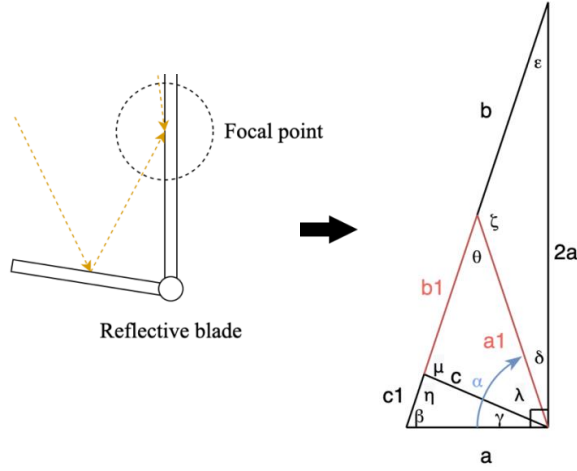 Focal point
Reflective blade
ε
b
ζ
θ
2a
b1
a1
δ
μ
c
α
λ
c1
η
β
γ
a